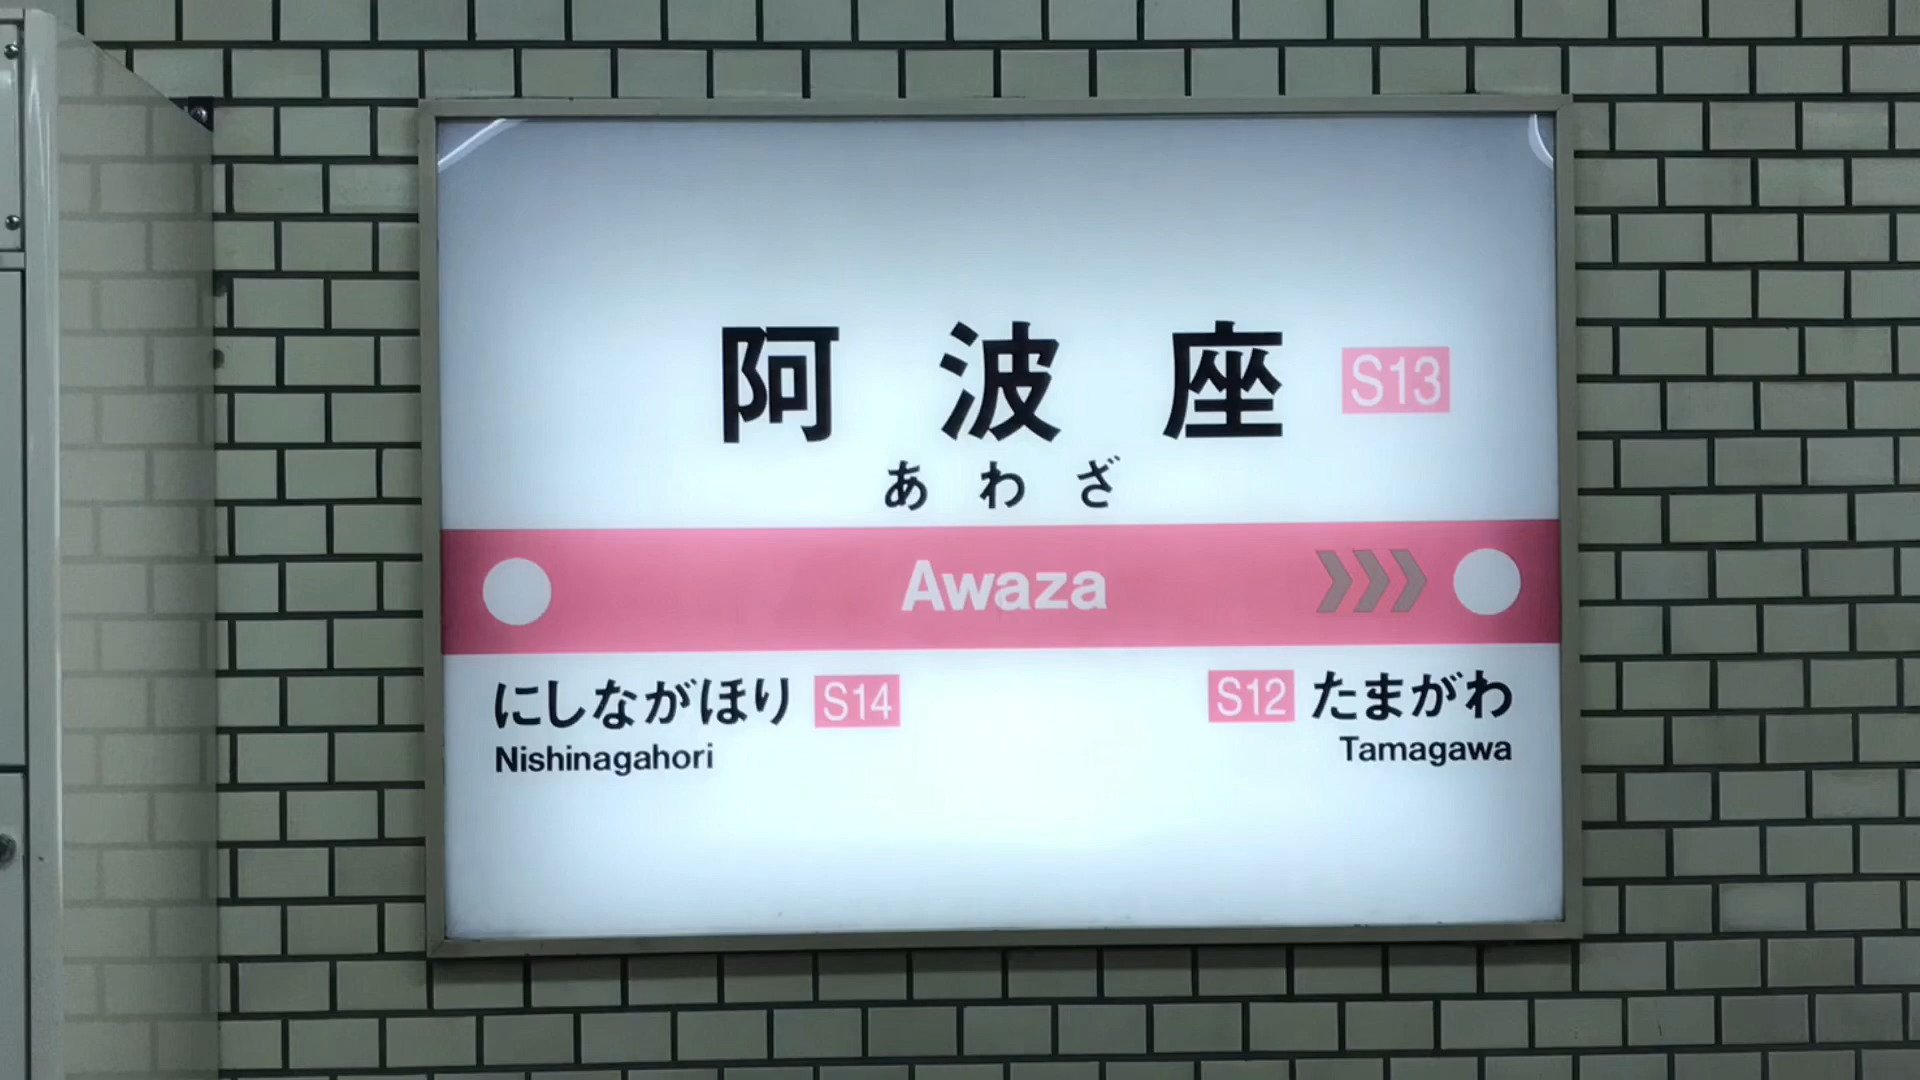 阿波座 S13
あわざ
Awaza
にしながほり S14
Nishinagahori
S12 たまがわ
Tamagawa